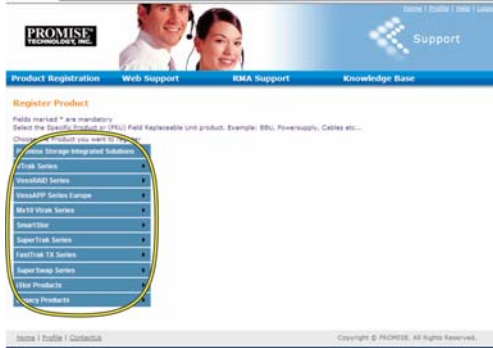 Home | Profile | Help | Logout
PROMISE
TECHNOLOGY, INC.
Support
Product Registration Web Support RMA Support Knowledge Base
Register Product
Fields marked * are mandatory
Select the Specific Product or (FRU) Field Replaceable Unit product. Example: BBU, Powersupply, Cables etc...
Choose the Product you want to register
Promise Storage Integrated Solutions
VTrak Series
VessRAID Series
VessAPP Series Europe
Mx10 Vtrak Series
SmartStor
SuperTrak Series
FastTrak TX Series
SuperSwap Series
iStor Products
Legacy Products
Home | Profile | Contactus
Copyright © PROMISE. All Rights Reserved.